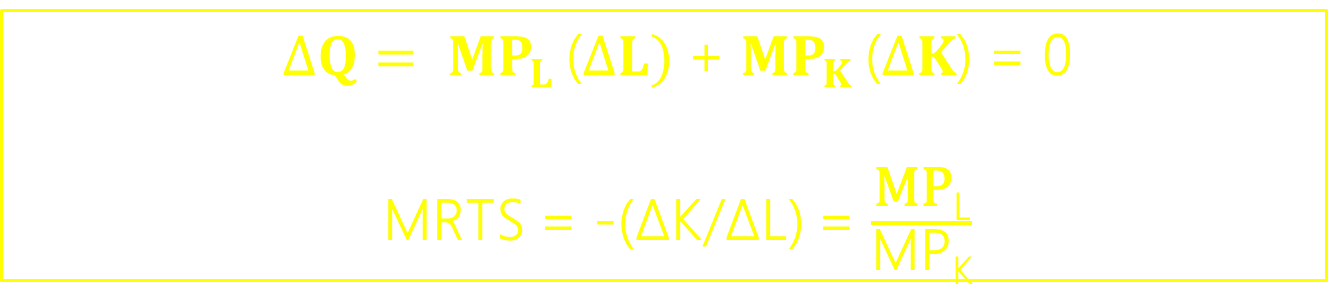 ΔQ = MP_L (ΔL) + MP_K (ΔK) = 0
MRTS = -(ΔK/ΔL) = MP_L / MP_K